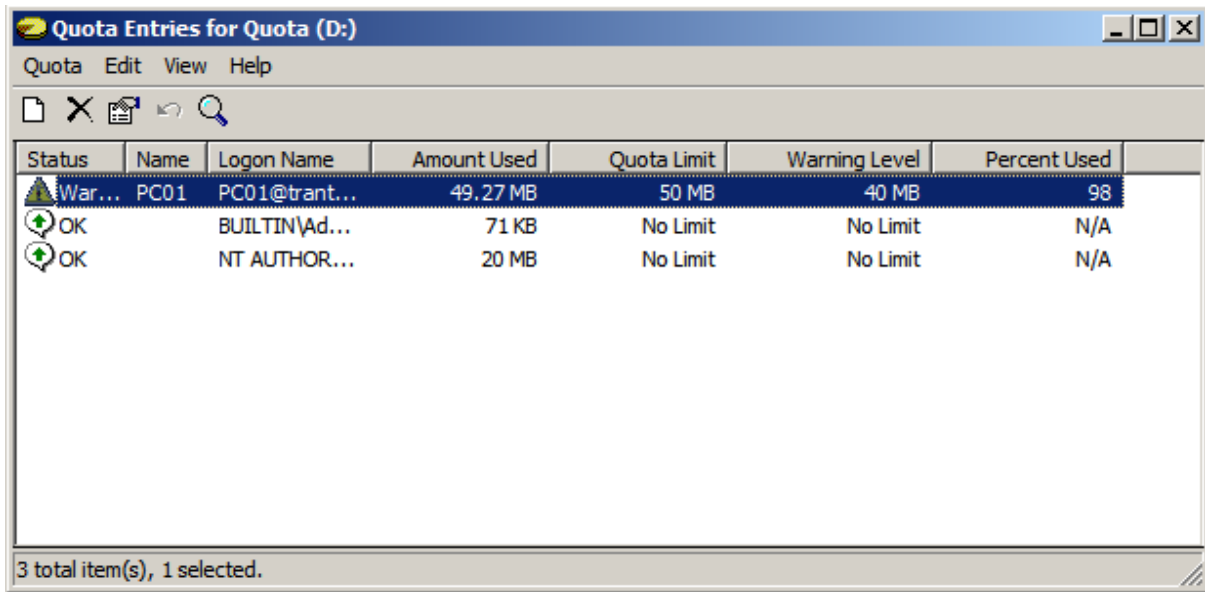 Quota Entries for Quota (D:)
Quota Edit View Help
Status Name Logon Name Amount Used Quota Limit Warning Level Percent Used
War... PC01 PC01@trant... 49.27 MB 50 MB 40 MB 98
OK BUILTIN\Ad... 71 KB No Limit No Limit N/A
OK NT AUTHOR... 20 MB No Limit No Limit N/A
3 total item(s), 1 selected.